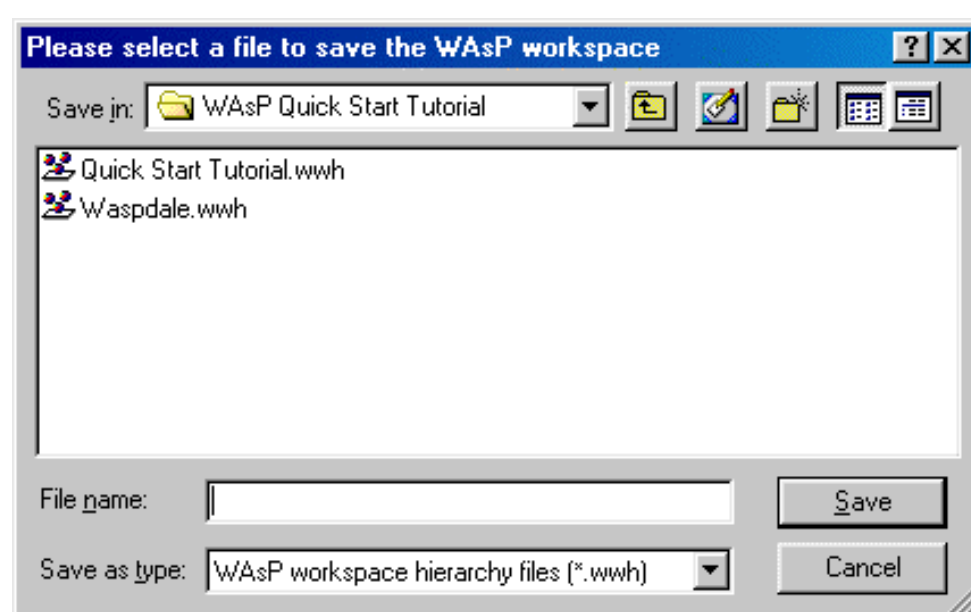 Please select a file to save the WAsP workspace
Save in: WAsP Quick Start Tutorial
Quick Start Tutorial.wwh
Waspdale.wwh
File name: Save
Save as type: WAsP workspace hierarchy files (*.wwh) Cancel